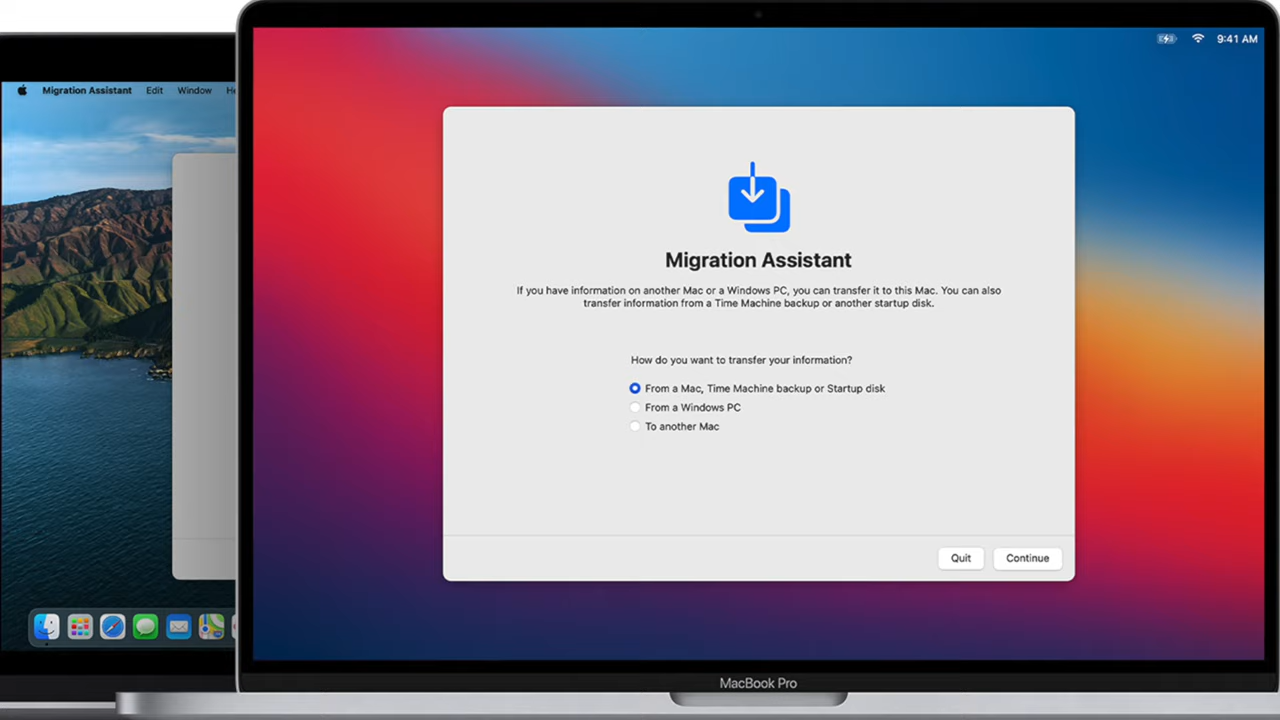 Migration Assistant Edit Window He
9:41 AM
Migration Assistant
If you have information on another Mac or a Windows PC, you can transfer it to this Mac. You can also
transfer information from a Time Machine backup or another startup disk.
How do you want to transfer your information?
From a Mac, Time Machine backup or Startup disk
From a Windows PC
To another Mac
Quit Continue
MacBook Pro